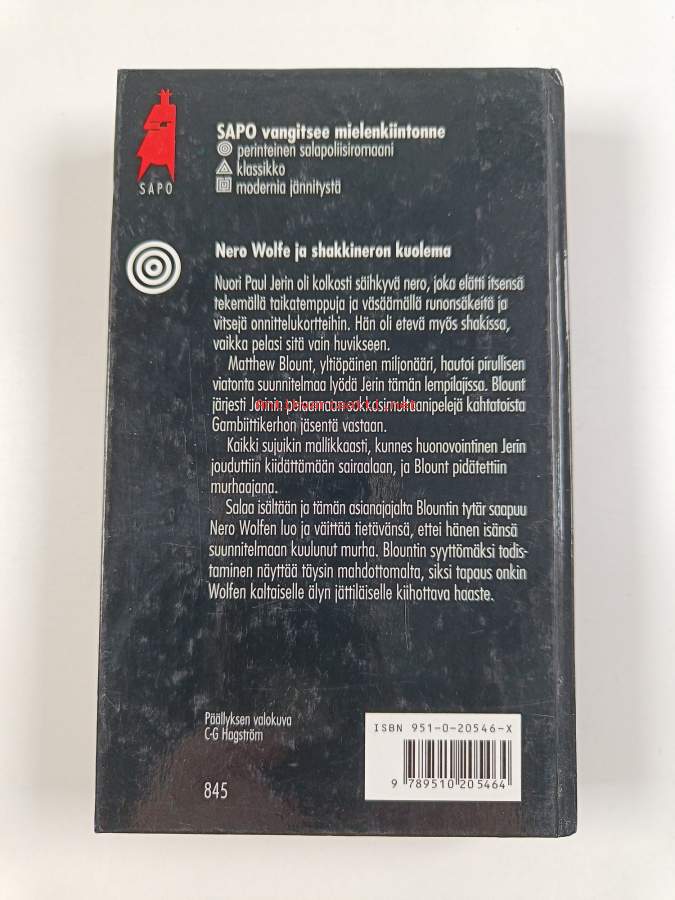 SAPO vangitsee mielenkiintonne
perinteinen salapoliisiromaani
klassikko
modernia jännitystä
SAPO
Nero Wolfe ja shakkineron kuolema
Nuori Paul Jerin oli kolkosti säihkyvä nero, joka elätti itsensä
tekemällä taikatemppuja ja väsäämällä runonsäkeitä ja
vitsejä onnittelukortteihin. Hän oli etevä myös shakissa,
vaikka pelasi sitä vain huvikseen.
Matthew Blount, yltiöpäinen miljonääri, hautoi pirullisen
viatonta suunnitelmaa lyödä Jerin tämän lempilajissa. Blount
järjesti Jerinin pelaamaan sokkosimultaanipelejä kahtatoista
Gambiittikerhon jäsentä vastaan.
Kaikki sujuikin mallikkaasti, kunnes huonovointinen Jerin
jouduttiin kiidättämään sairaalaan, ja Blount pidätettiin
murhaajana.
Salaa isältään ja tämän asianajajalta Blountin tytär saapuu
Nero Wolfen luo ja väittää tietävänsä, ettei hänen isänsä
suunnitelmaan kuulunut murha. Blountin syyttömäksi todis-
taminen näyttää täysin mahdottomalta, siksi tapaus onkin
Wolfen kaltaiselle älyn jättiläiselle kiihottava haaste.
Päällyksen valokuva
C-G Hagström
845
ISBN 951-0-20546-X
9 789510 205464